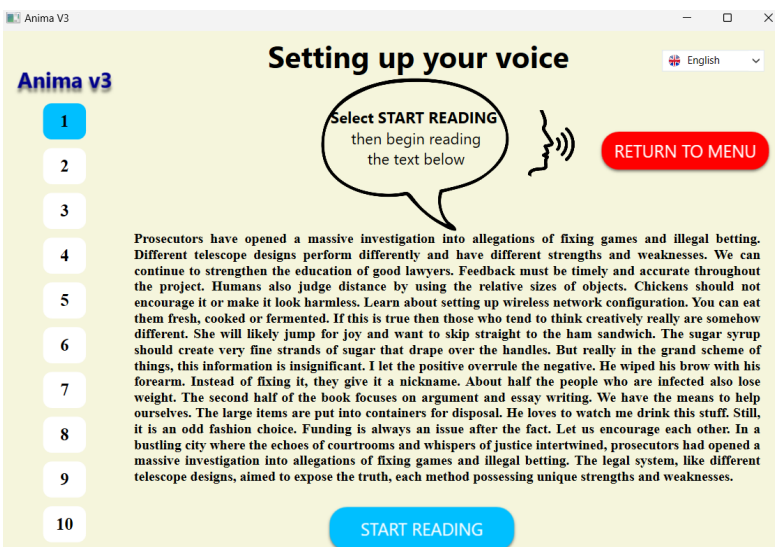 Anima V3
Setting up your voice
English
Anima v3
Select START READING
then begin reading
the text below
RETURN TO MENU
1
2
3
4
5
6
7
8
9
10
Prosecutors have opened a massive investigation into allegations of fixing games and illegal betting.
Different telescope designs perform differently and have different strengths and weaknesses. We can
continue to strengthen the education of good lawyers. Feedback must be timely and accurate throughout
the project. Humans also judge distance by using the relative sizes of objects. Chickens should not
encourage it or make it look harmless. Learn about setting up wireless network configuration. You can eat
them fresh, cooked or fermented. If this is true then those who tend to think creatively really are somehow
different. She will likely jump for joy and want to skip straight to the ham sandwich. The sugar syrup
should create very fine strands of sugar that drape over the handles. But really in the grand scheme of
things, this information is insignificant. I let the positive overrule the negative. He wiped his brow with his
forearm. Instead of fixing it, they give it a nickname. About half the people who are infected also lose
weight. The second half of the book focuses on argument and essay writing. We have the means to help
ourselves. The large items are put into containers for disposal. He loves to watch me drink this stuff. Still,
it is an odd fashion choice. Funding is always an issue after the fact. Let us encourage each other. In a
bustling city where the echoes of courtrooms and whispers of justice intertwined, prosecutors had opened a
massive investigation into allegations of fixing games and illegal betting. The legal system, like different
telescope designs, aimed to expose the truth, each method possessing unique strengths and weaknesses.
START READING